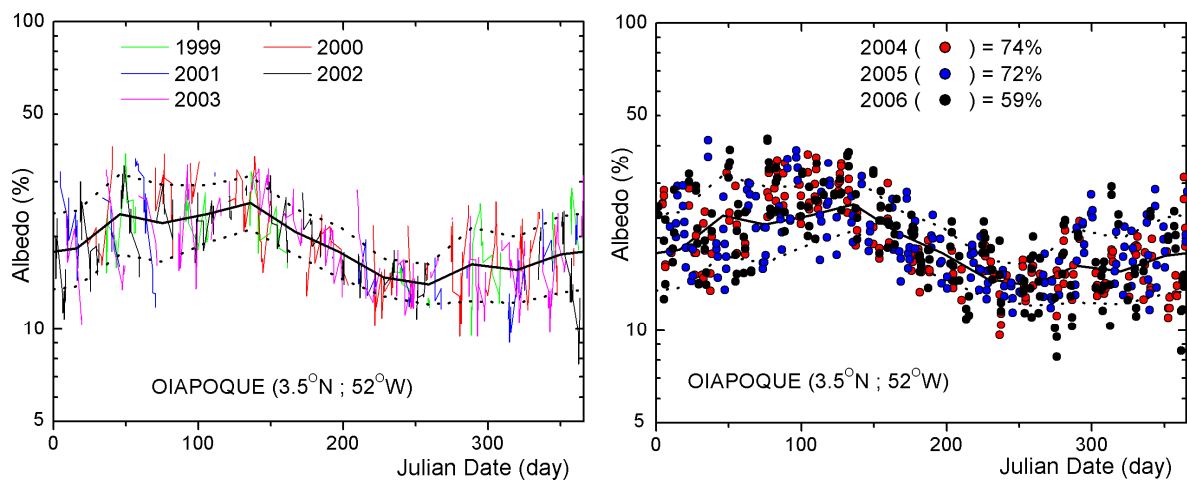 100
1999 2000
2001 2002
2003
50
Albedo (%)
10
OIAPOQUE (3.5°N ; 52°W)
5
0 100 200 300
Julian Date (day)
100
2004 ( ) = 74%
2005 ( ) = 72%
2006 ( ) = 59%
50
Albedo (%)
10
OIAPOQUE (3.5°N ; 52°W)
5
0 100 200 300
Julian Date (day)